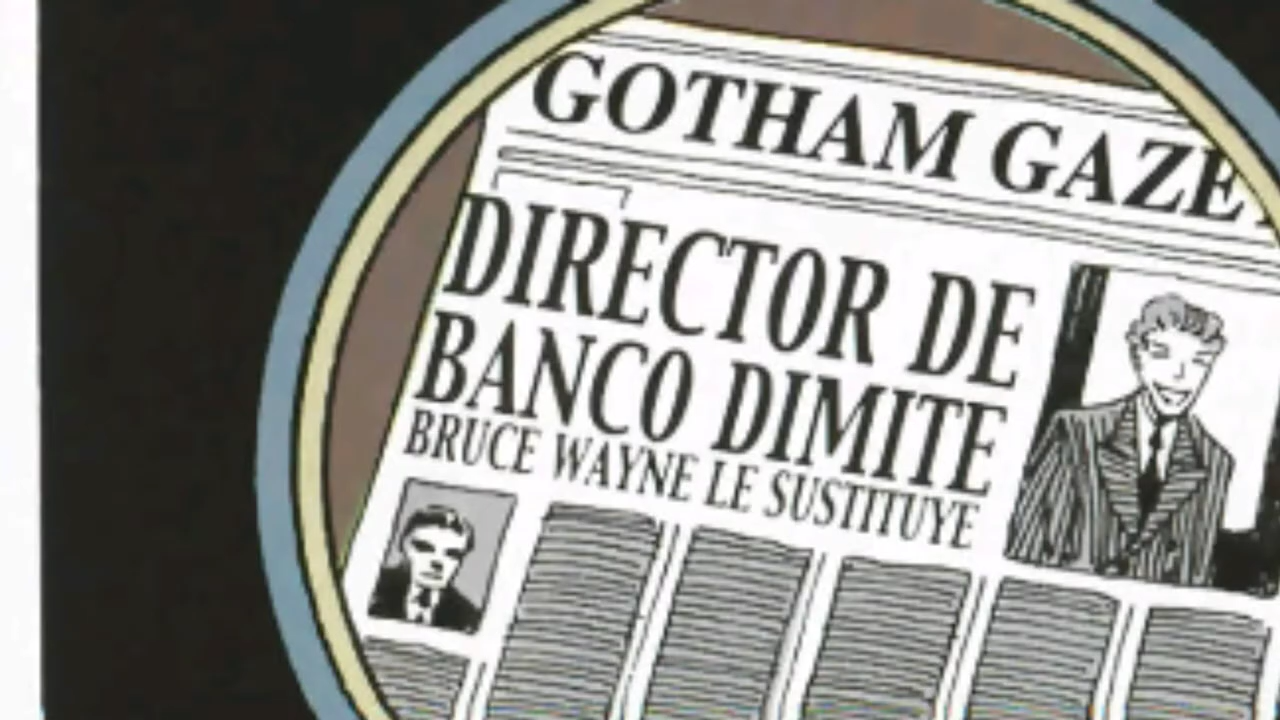 GOTHAM GAZE
DIRECTOR DE
BANCO DIMITE
BRUCE WAYNE LE SUSTITUYE